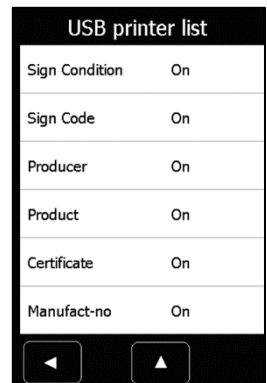 USB printer list
Sign Condition On
Sign Code On
Producer On
Product On
Certificate On
Manufact-no On